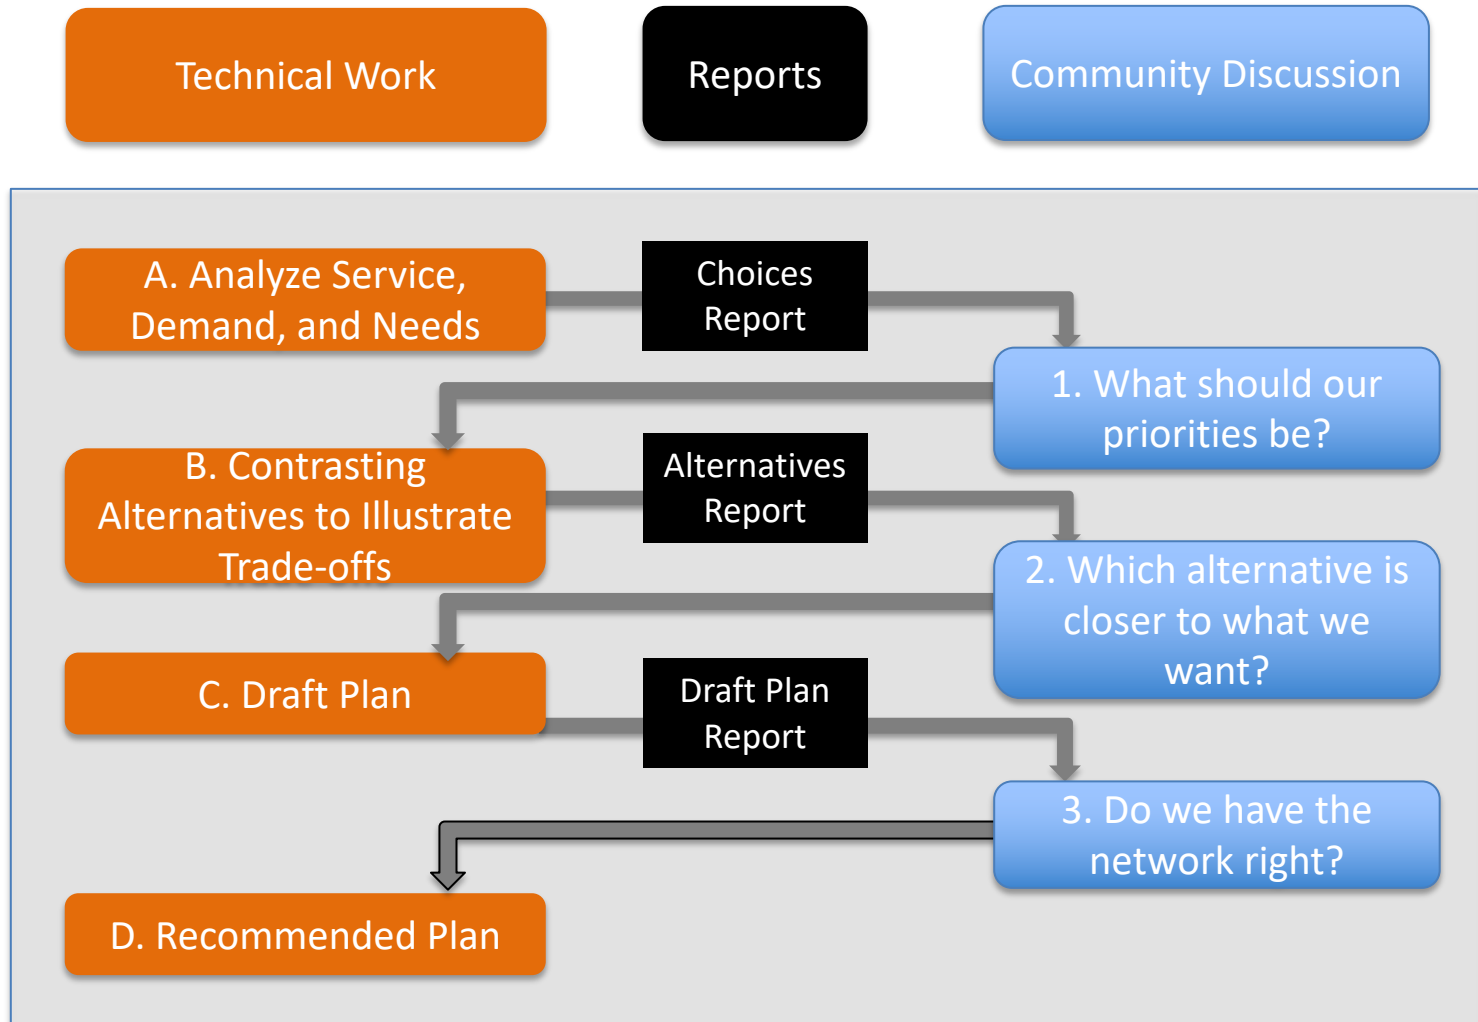 Technical Work
Reports
Community Discussion
A. Analyze Service,
Demand, and Needs
Choices
Report
1. What should our
priorities be?
B. Contrasting
Alternatives to Illustrate
Trade-offs
Alternatives
Report
2. Which alternative is
closer to what we
want?
C. Draft Plan
Draft Plan
Report
3. Do we have the
network right?
D. Recommended Plan